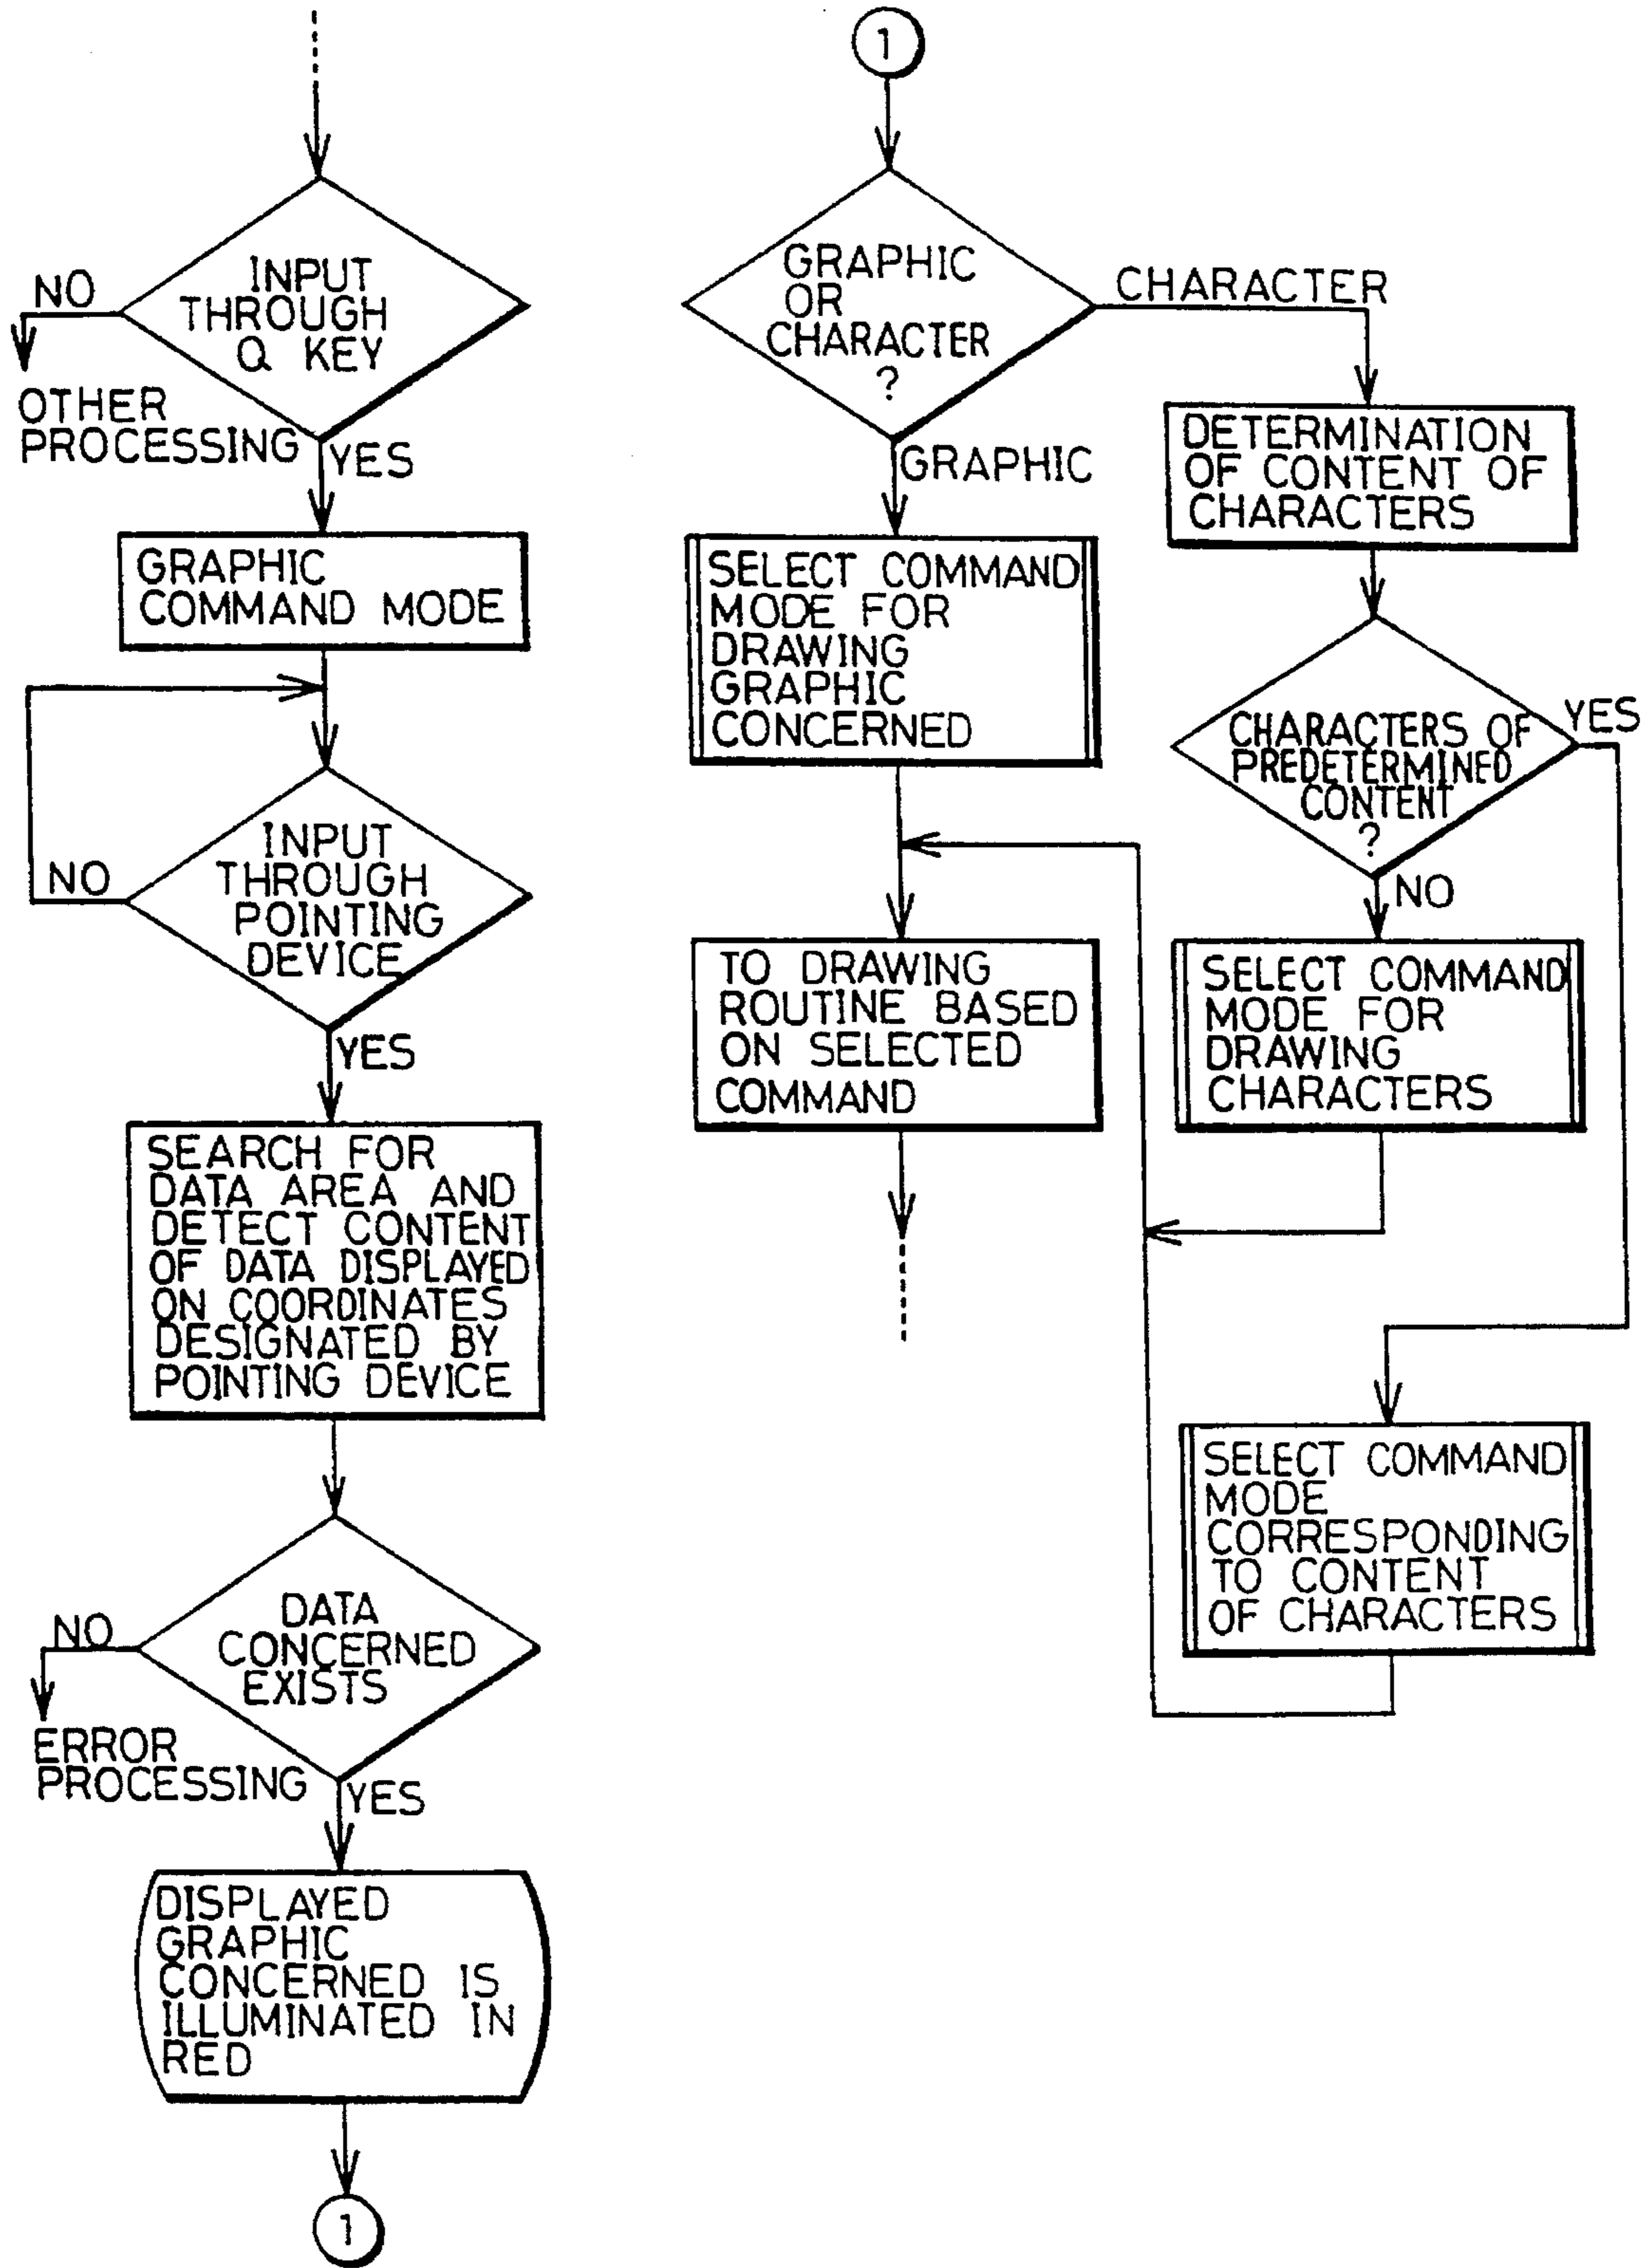 INPUT
THROUGH
Q KEY
NO
OTHER
PROCESSING
YES
GRAPHIC
COMMAND MODE
INPUT
THROUGH
POINTING
DEVICE
NO
YES
SEARCH FOR
DATA AREA AND
DETECT CONTENT
OF DATA DISPLAYED
ON COORDINATES
DESIGNATED BY
POINTING DEVICE
DATA
CONCERNED
EXISTS
NO
ERROR
PROCESSING
YES
DISPLAYED
GRAPHIC
CONCERNED IS
ILLUMINATED IN
RED
1
1
GRAPHIC
OR
CHARACTER
?
CHARACTER
GRAPHIC
SELECT COMMAND
MODE FOR
DRAWING
GRAPHIC
CONCERNED
TO DRAWING
ROUTINE BASED
ON SELECTED
COMMAND
DETERMINATION
OF CONTENT OF
CHARACTERS
CHARACTERS OF
PREDETERMINED
CONTENT
?
YES
NO
SELECT COMMAND
MODE FOR
DRAWING
CHARACTERS
SELECT COMMAND
MODE
CORRESPONDING
TO CONTENT
OF CHARACTERS